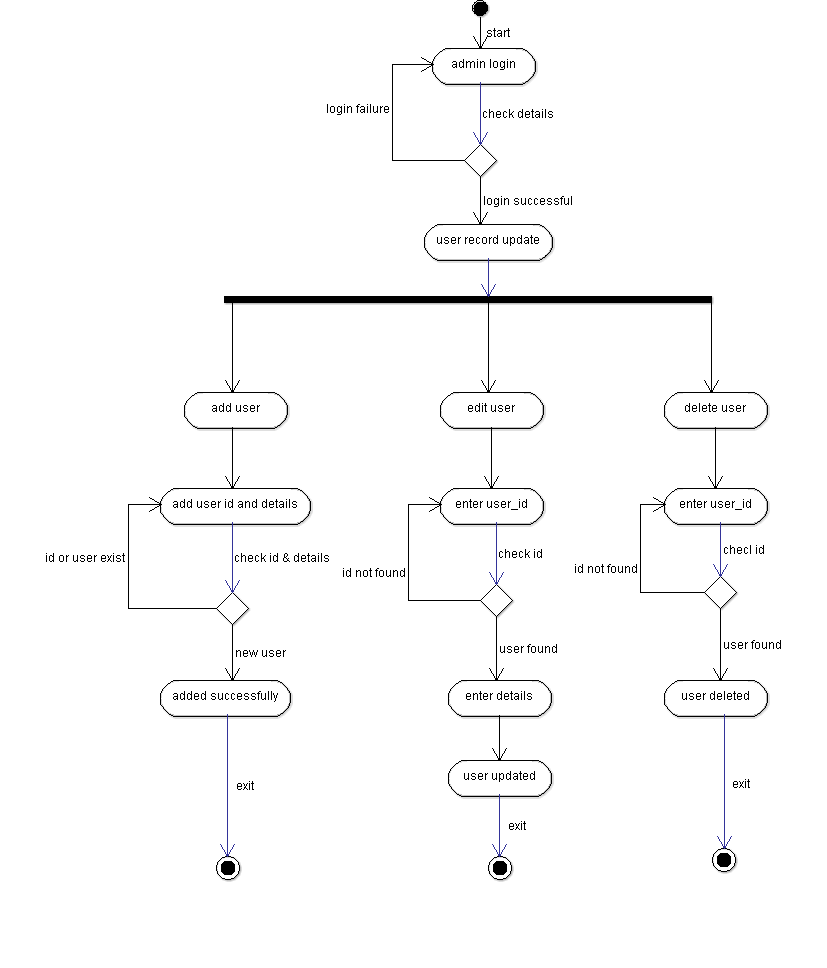 start
admin login
login failure
check details
login successful
user record update
add user
edit user
delete user
add user id and details
enter user_id
enter user_id
id or user exist
check id & details
id not found
check id
id not found
checl id
new user
user found
user found
added successfully
enter details
user deleted
user updated
exit
exit
exit